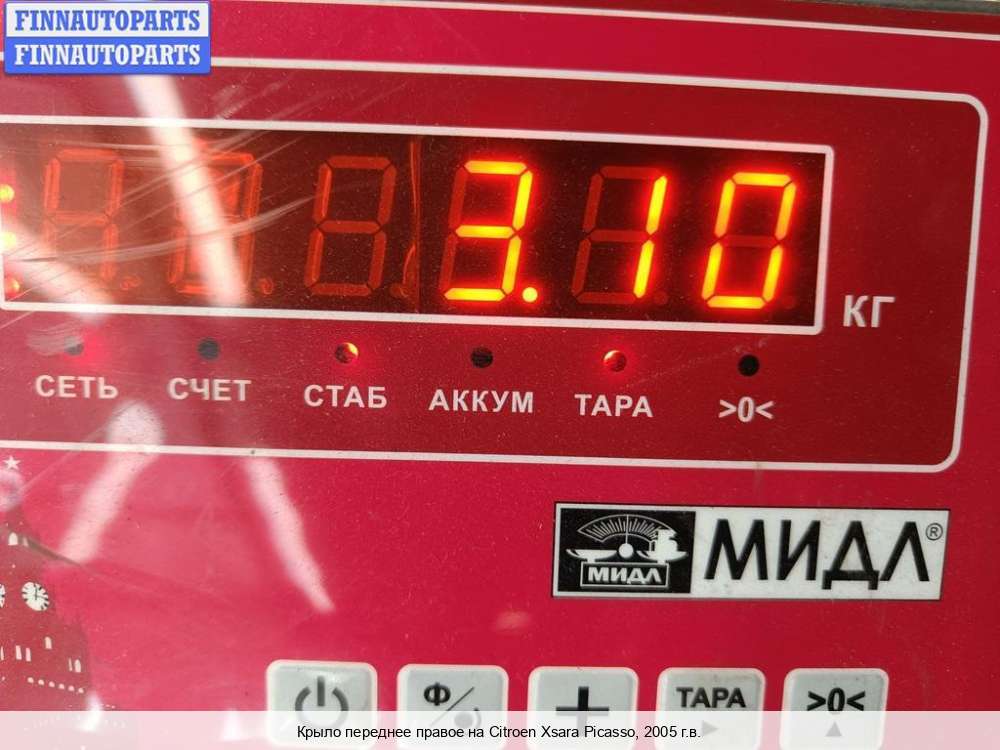 FINNAUTOPARTS
FINNAUTOPARTS
3.10
КГ
СЕТЬ СЧЕТ СТАБ АККУМ ТАРА >0<
МИДЛ МИДЛ®
Ф ТАРА >0<
Крыло переднее правое на Citroen Xsara Picasso, 2005 г.в.